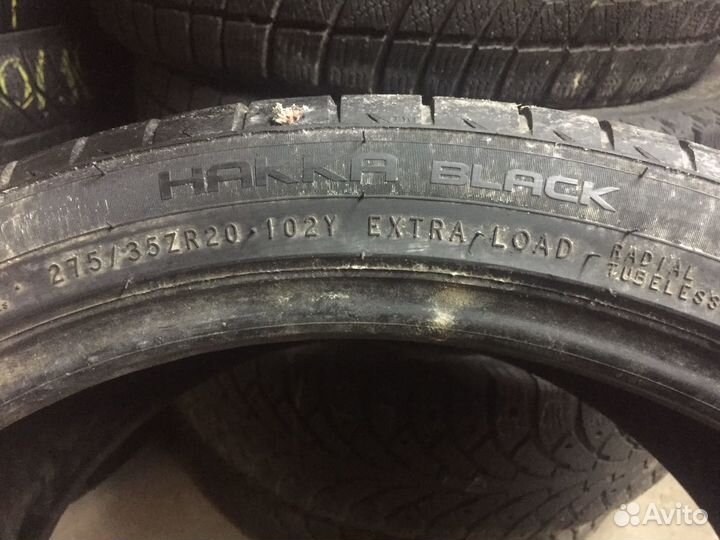 HAKKA BLACK
275/35ZR20 102Y EXTRA LOAD RADIAL
TUBELESS
Avito